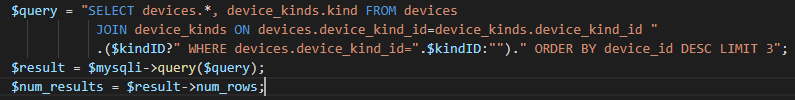 $query = "SELECT devices.*, device_kinds.kind FROM devices
JOIN device_kinds ON devices.device_kind_id=device_kinds.device_kind_id "
.($kindID?" WHERE devices.device_kind_id=".$kindID:"")." ORDER BY device_id DESC LIMIT 3";
$result = $mysqli->query($query);
$num_results = $result->num_rows;